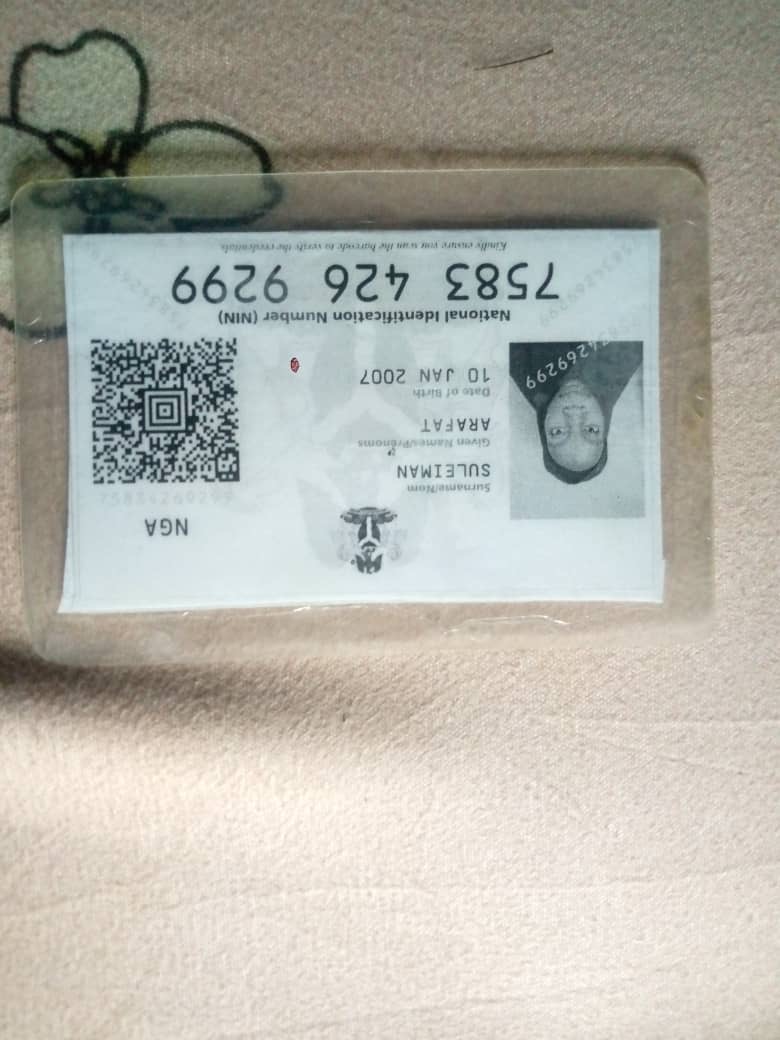 NGA
Surname/Nom
SULEIMAN
Given Names/Prénoms
ARAFAT
Date of Birth
10 JAN 2007
75834269299
National Identification Number (NIN)
7583 426 9299
Kindly ensure you scan the barcode to verify the credentials